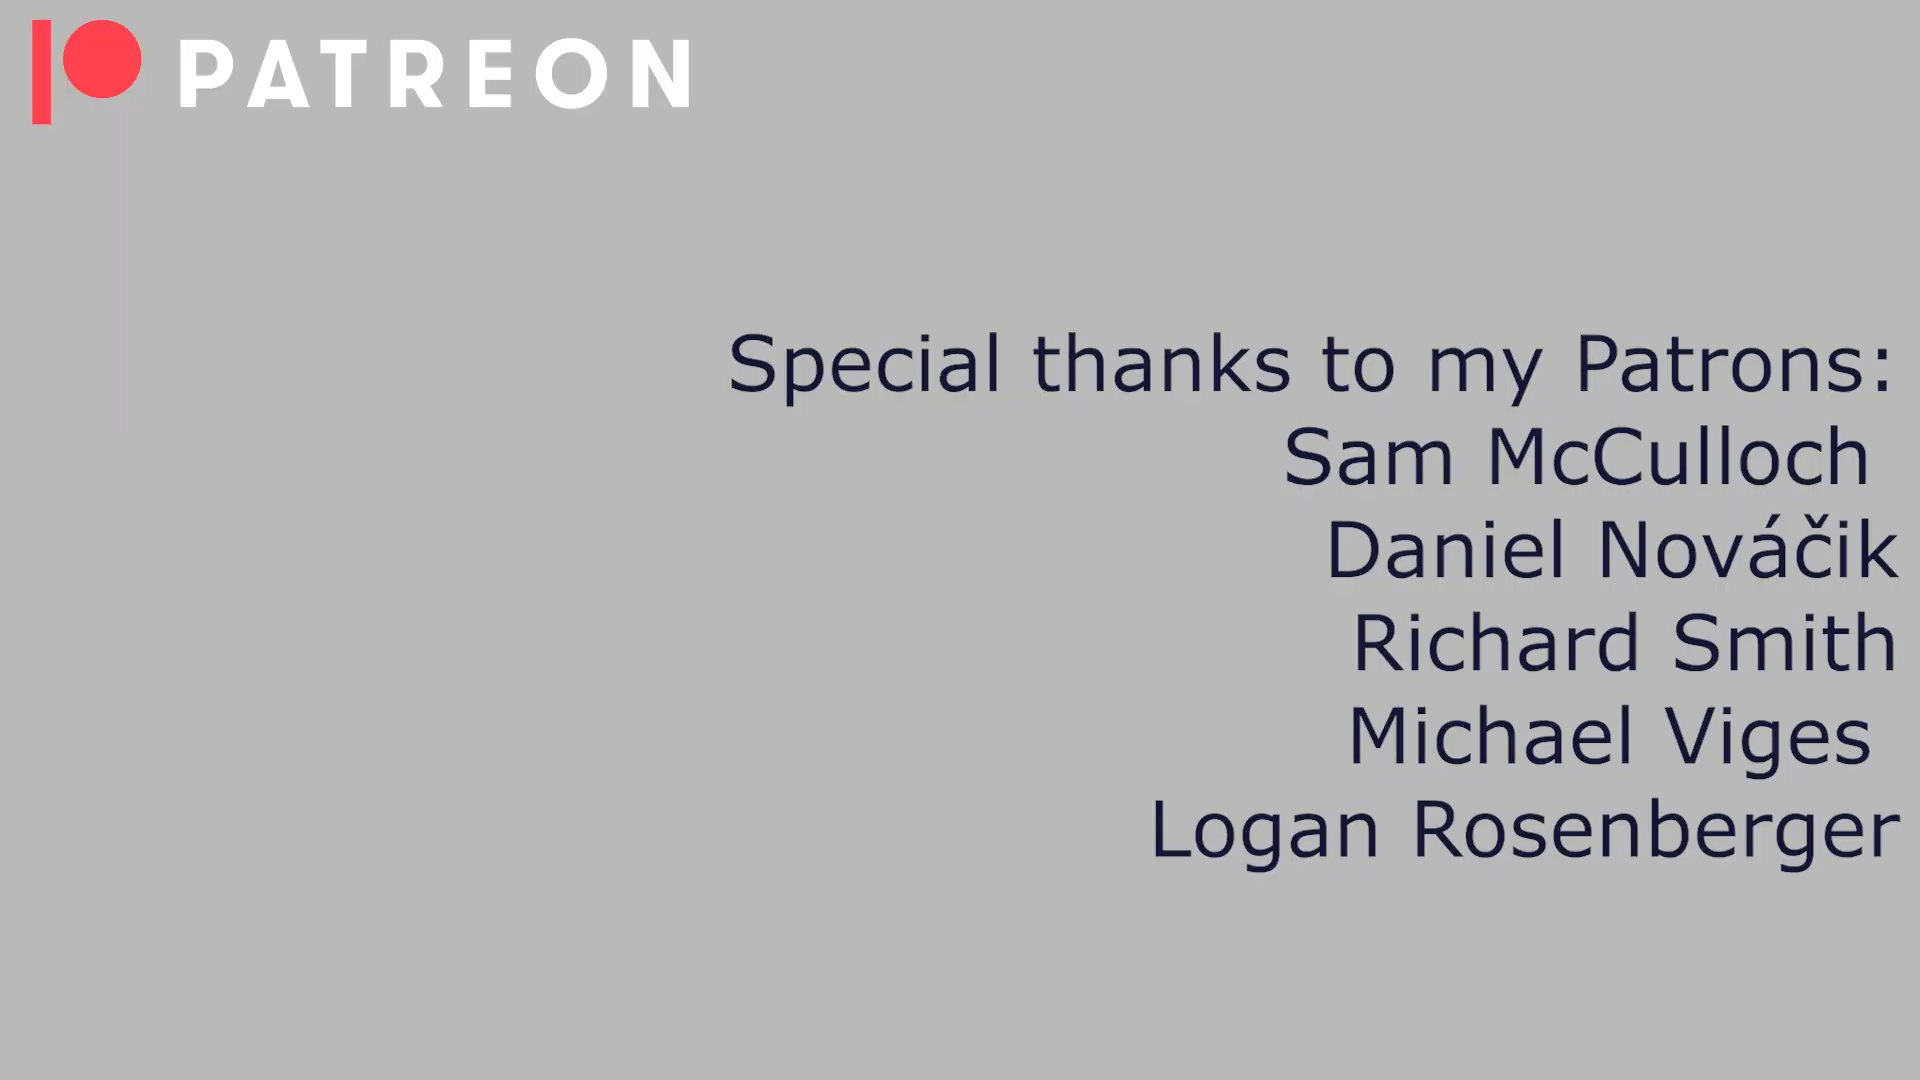 PATREON
Special thanks to my Patrons:
Sam McCulloch
Daniel Nováčik
Richard Smith
Michael Viges
Logan Rosenberger